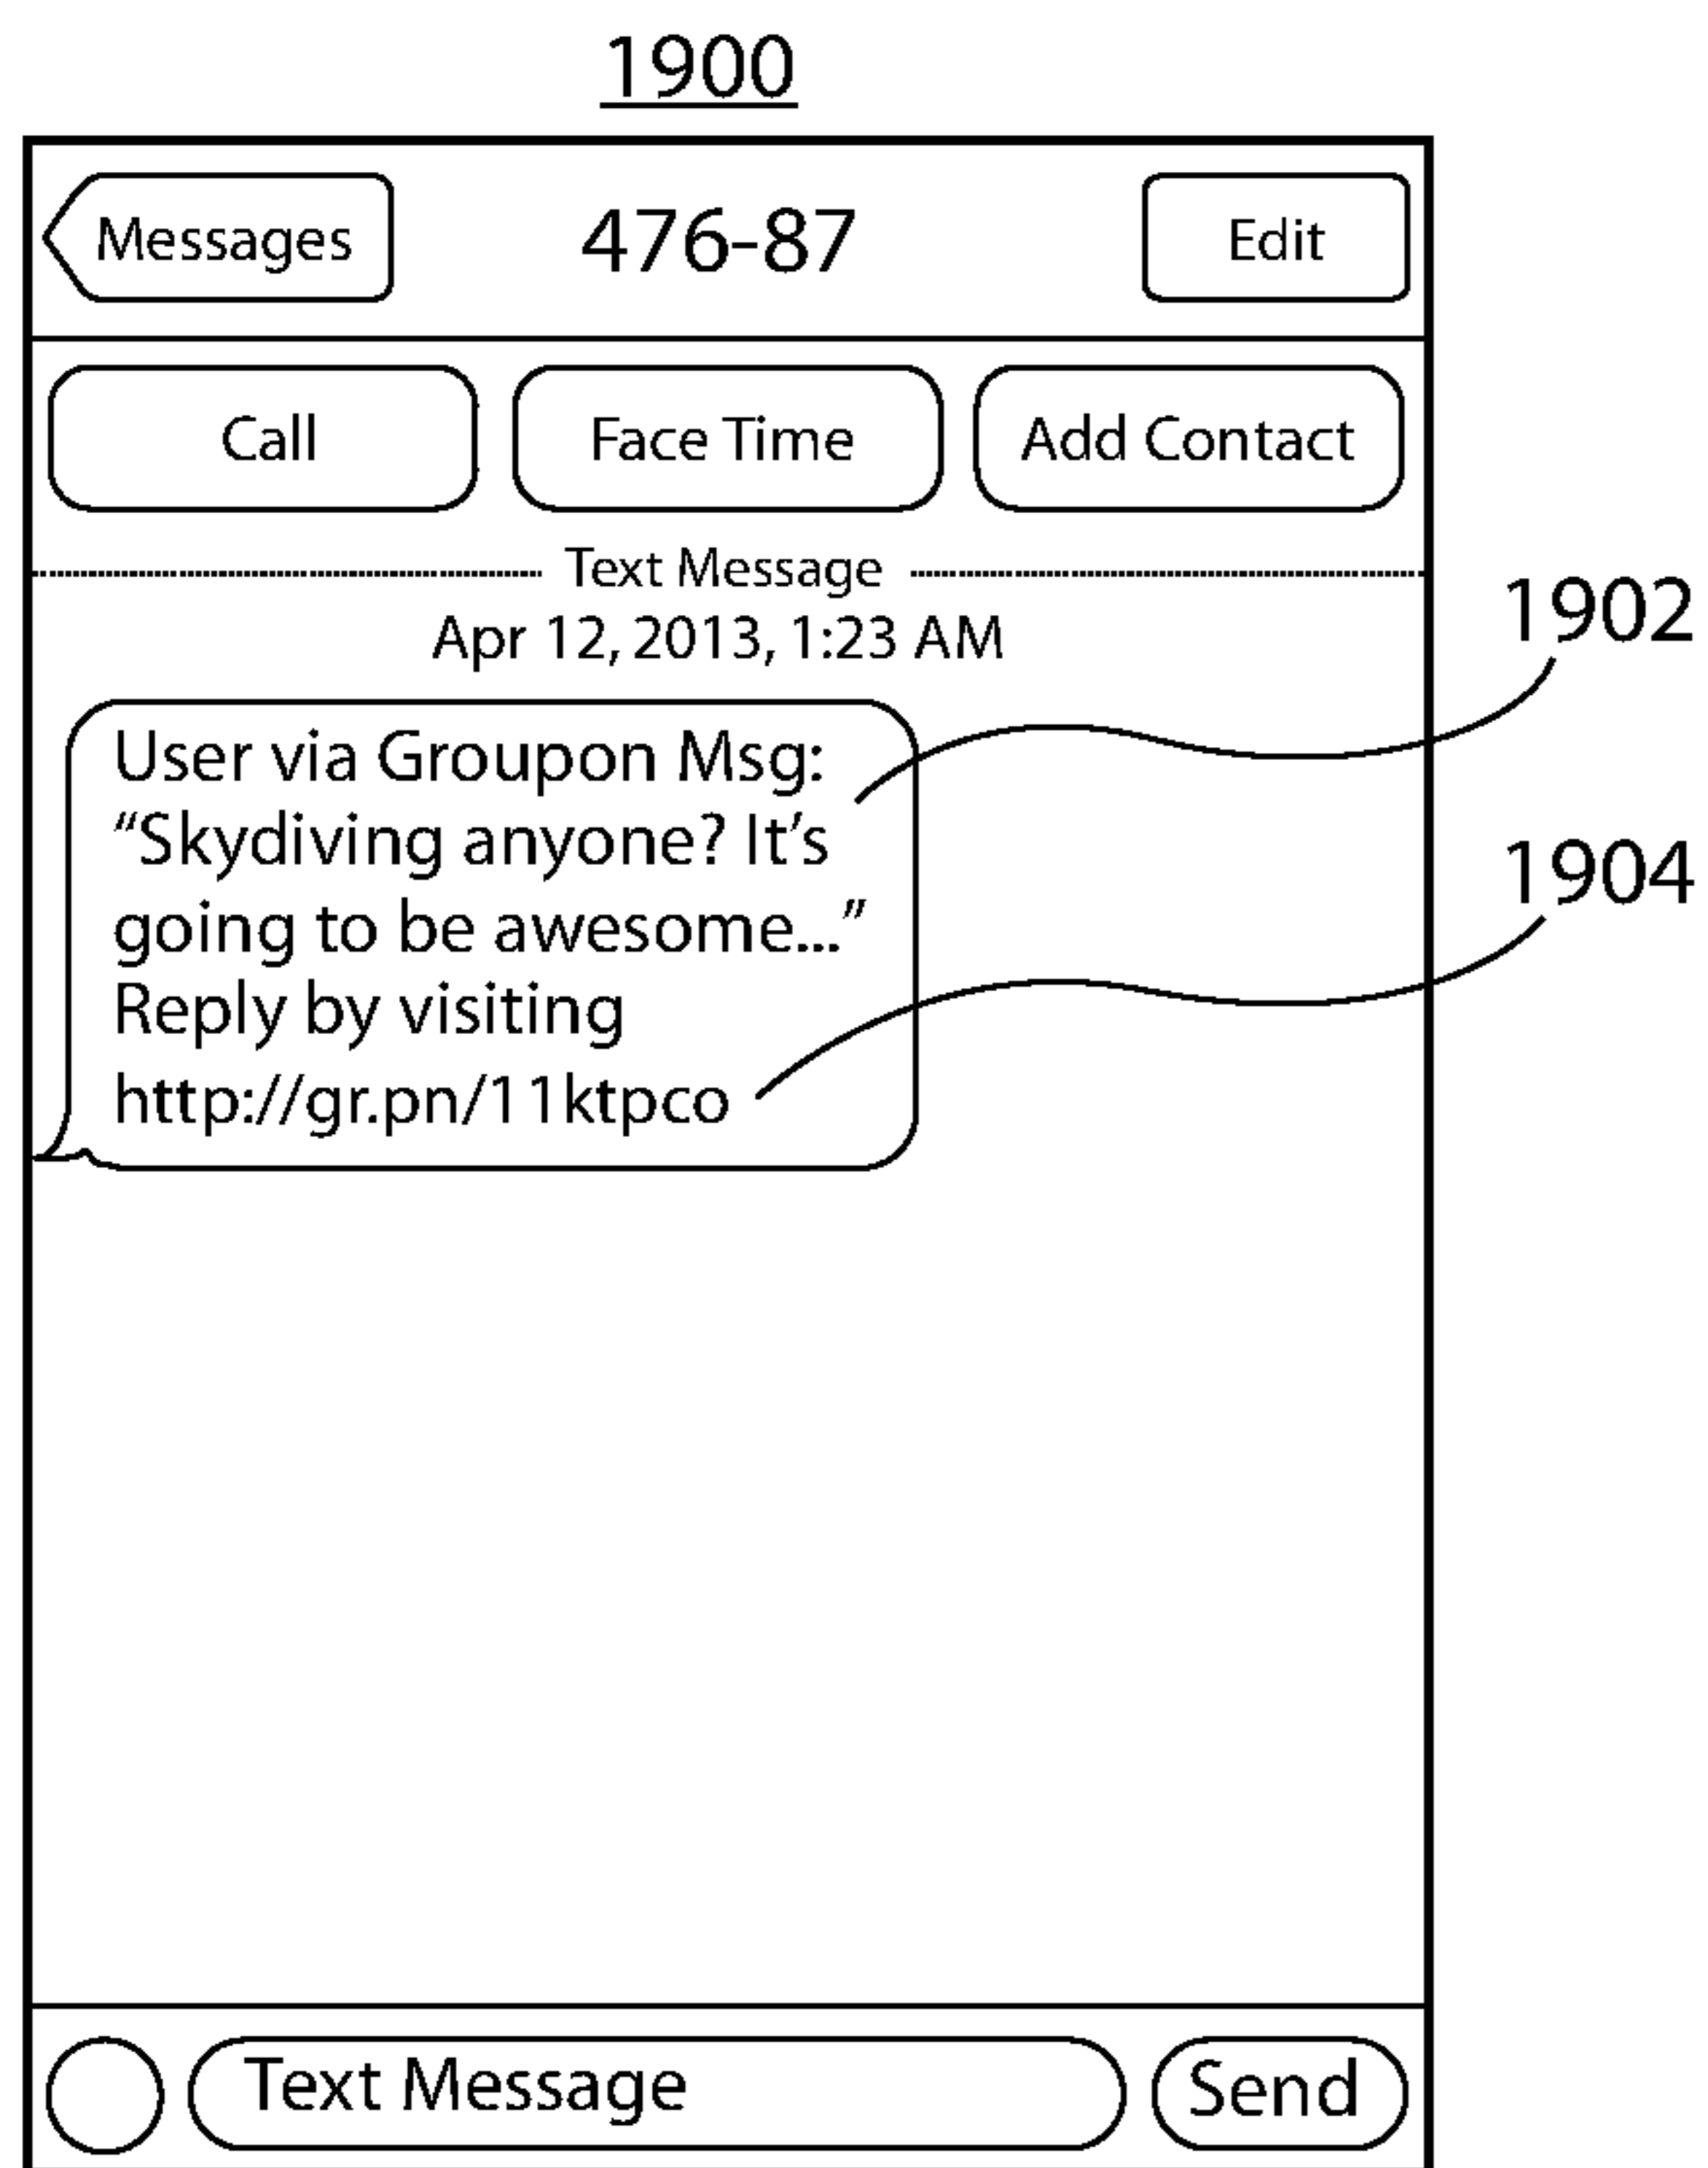 1900
Messages
476-87
Edit
Call
Face Time
Add Contact
Text Message
Apr 12, 2013, 1:23 AM
1902
User via Groupon Msg:
“Skydiving anyone? It’s
going to be awesome...”
Reply by visiting
http://gr.pn/11ktpco
1904
Text Message
Send